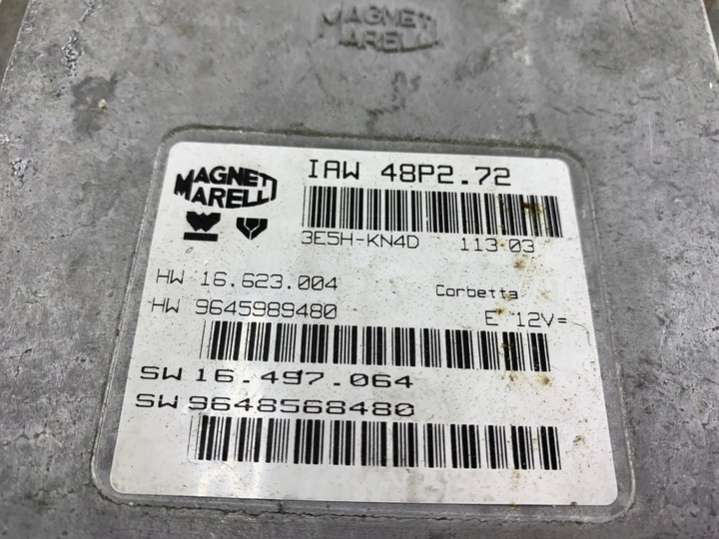 MAGNETI
MARELLI
MAGNETI
MARELLI
IAW 48P2.72
3E5H-KN4D 113 03
HW 16.623.004
Corbetta
HW 9645989480
E 12V=
SW 16.497.064
SW 9648568480